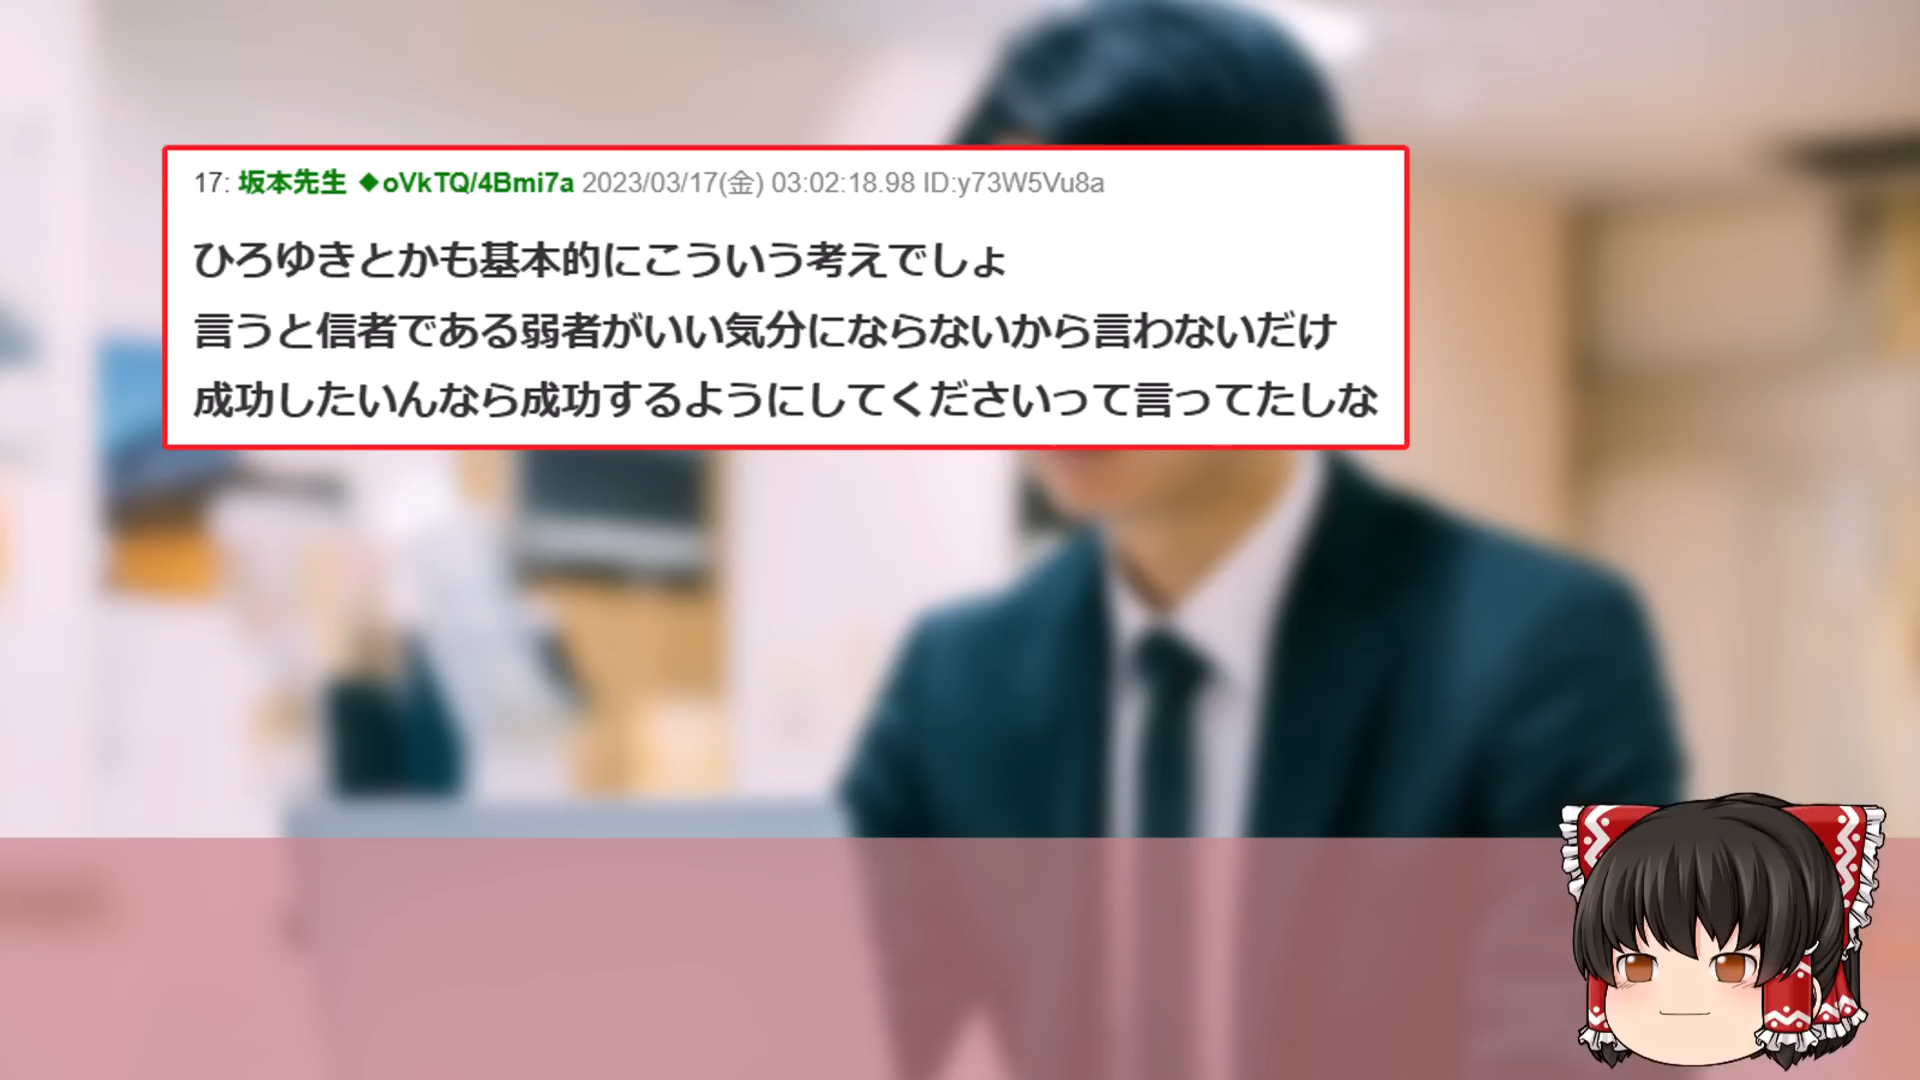 17: 坂本先生 ◆oVkTQ/4Bmi7a 2023/03/17(金) 03:02:18.98 ID:y73W5Vu8a
ひろゆきとかも基本的にこういう考えでしょ
言うと信者である弱者がいい気分にならないから言わないだけ
成功したいんなら成功するようにしてくださいって言ってたしな